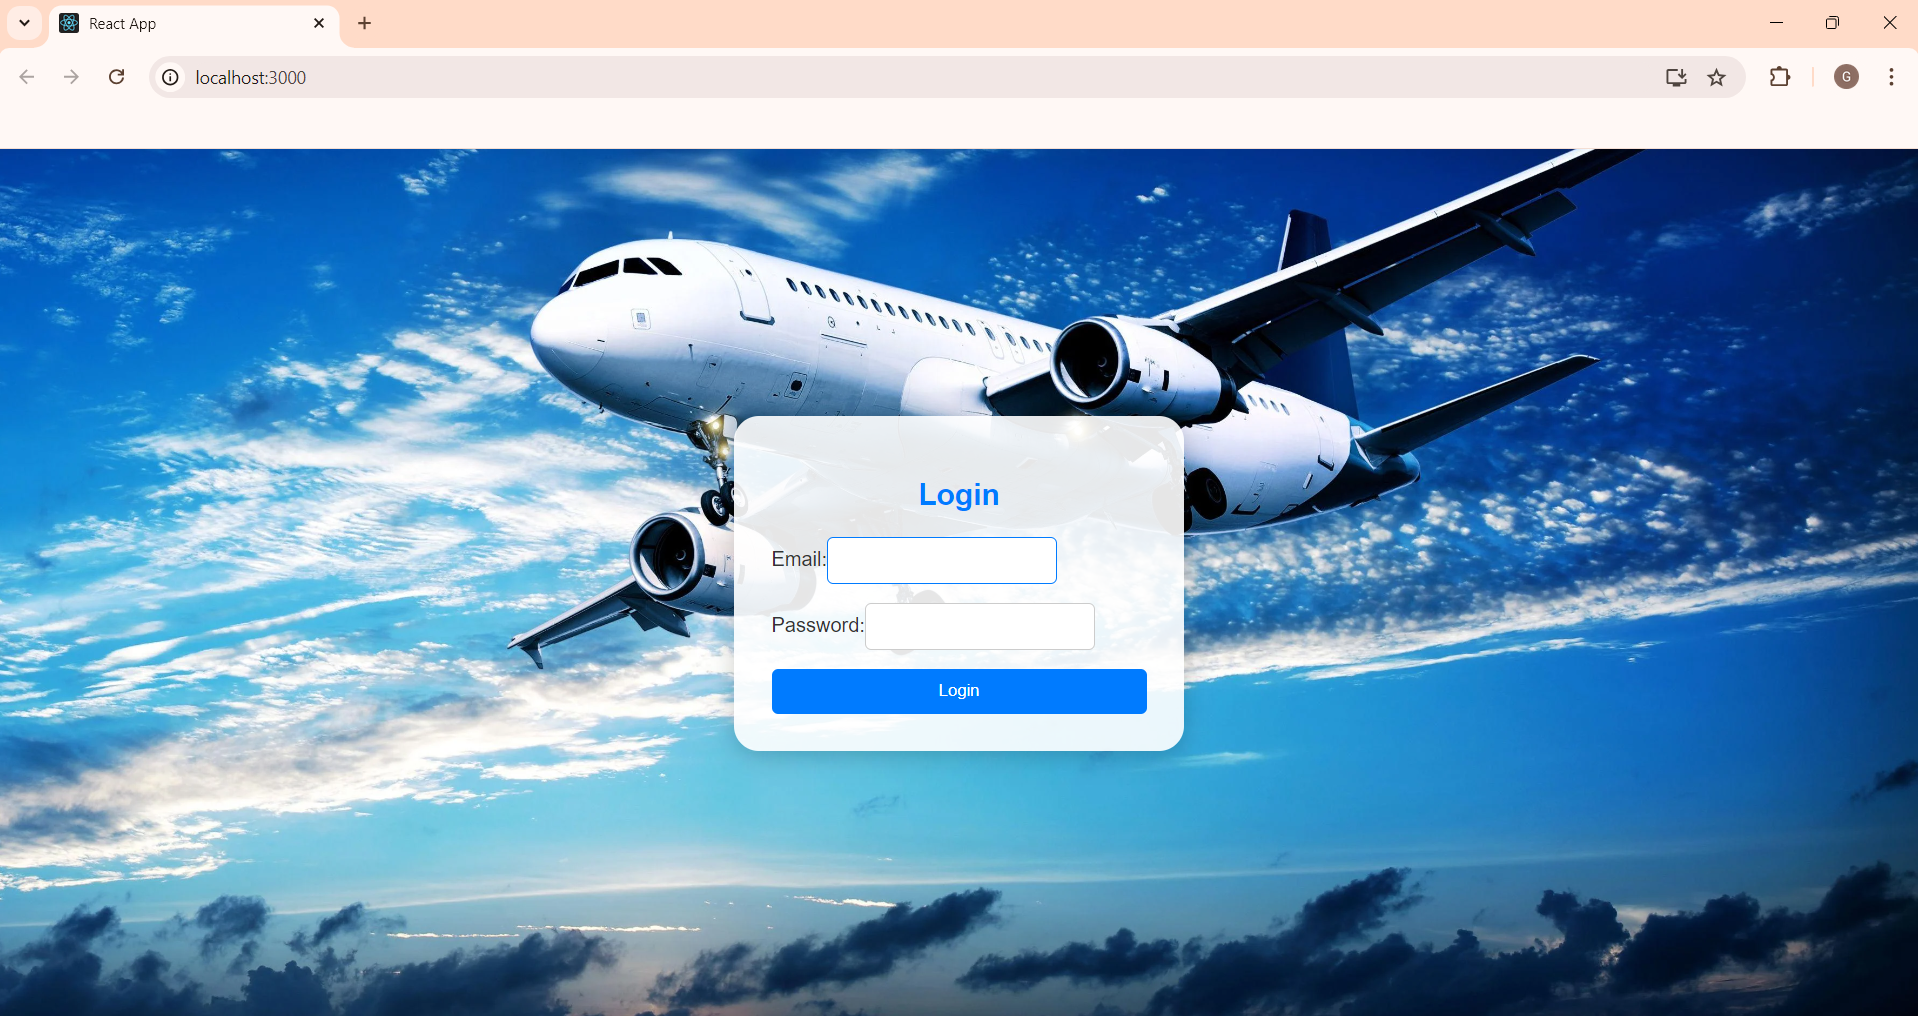 React App
localhost:3000
G
Login
Email:
Password:
Login